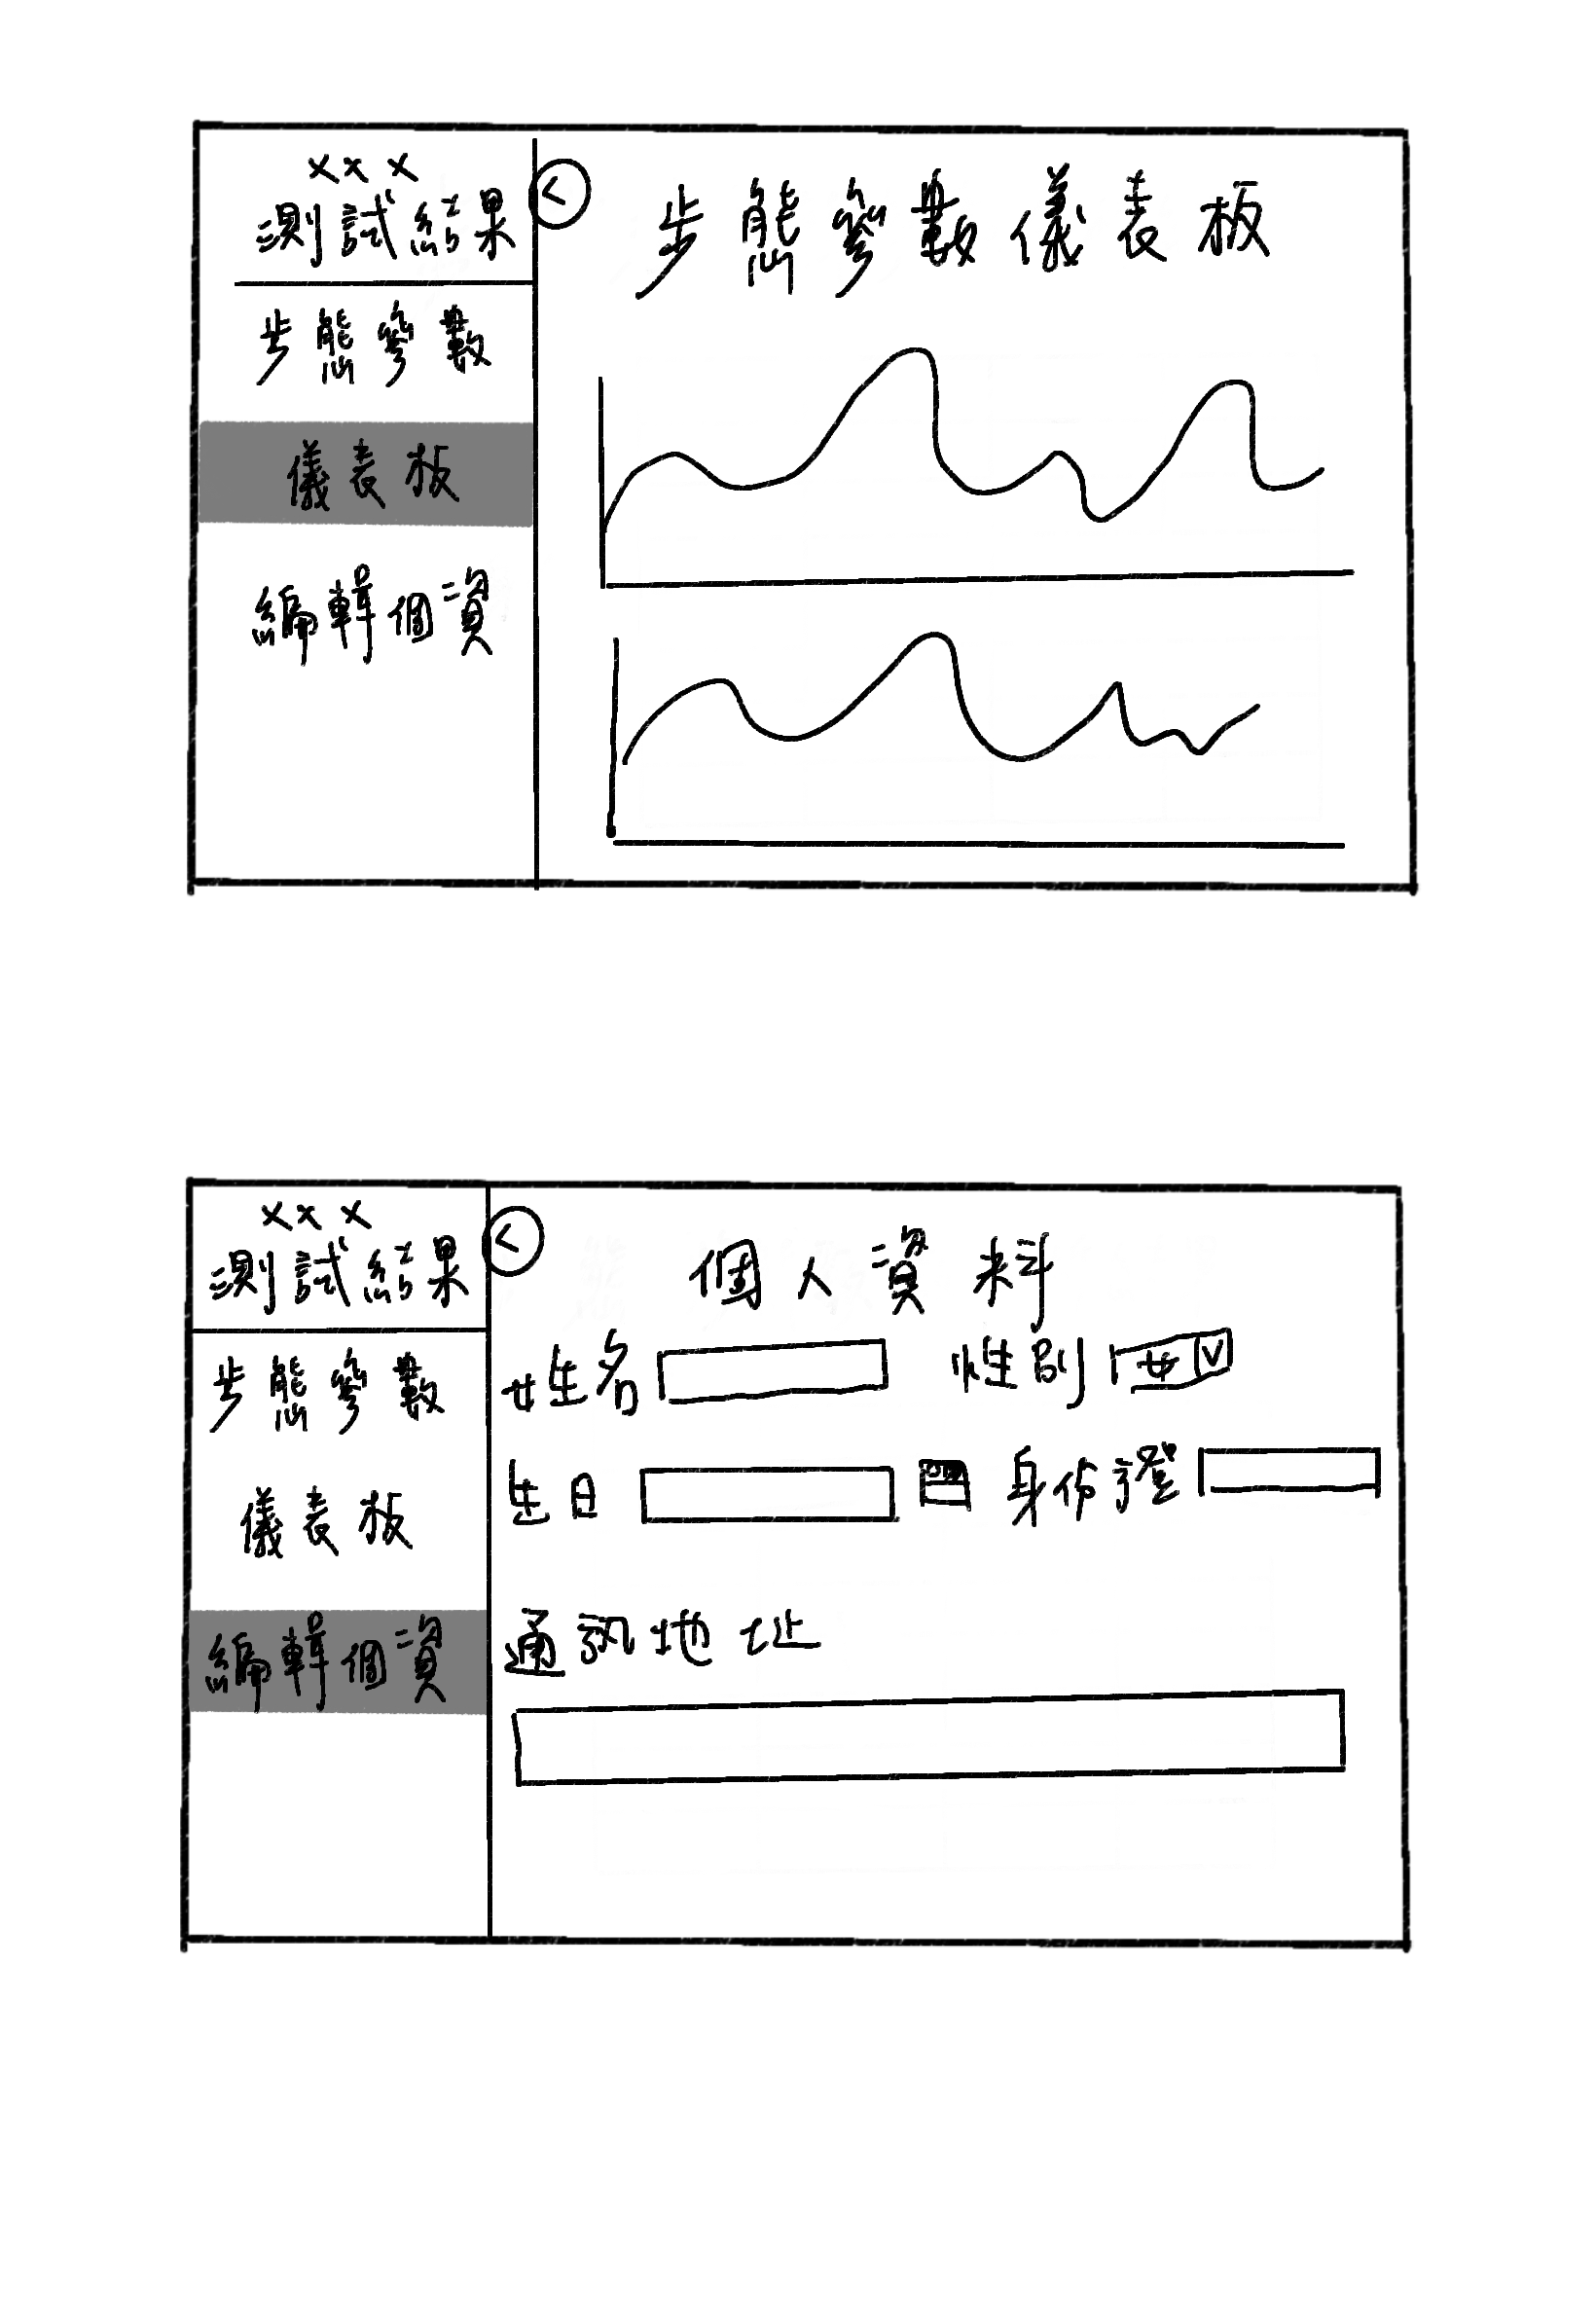 ×××
測試結果
步態參數
儀表板
編輯個資
<
步態參數儀表板
×××
測試結果
步態參數
儀表板
編輯個資
<
個人資料
姓名 性別 女 V
生日 身份證
通訊地址